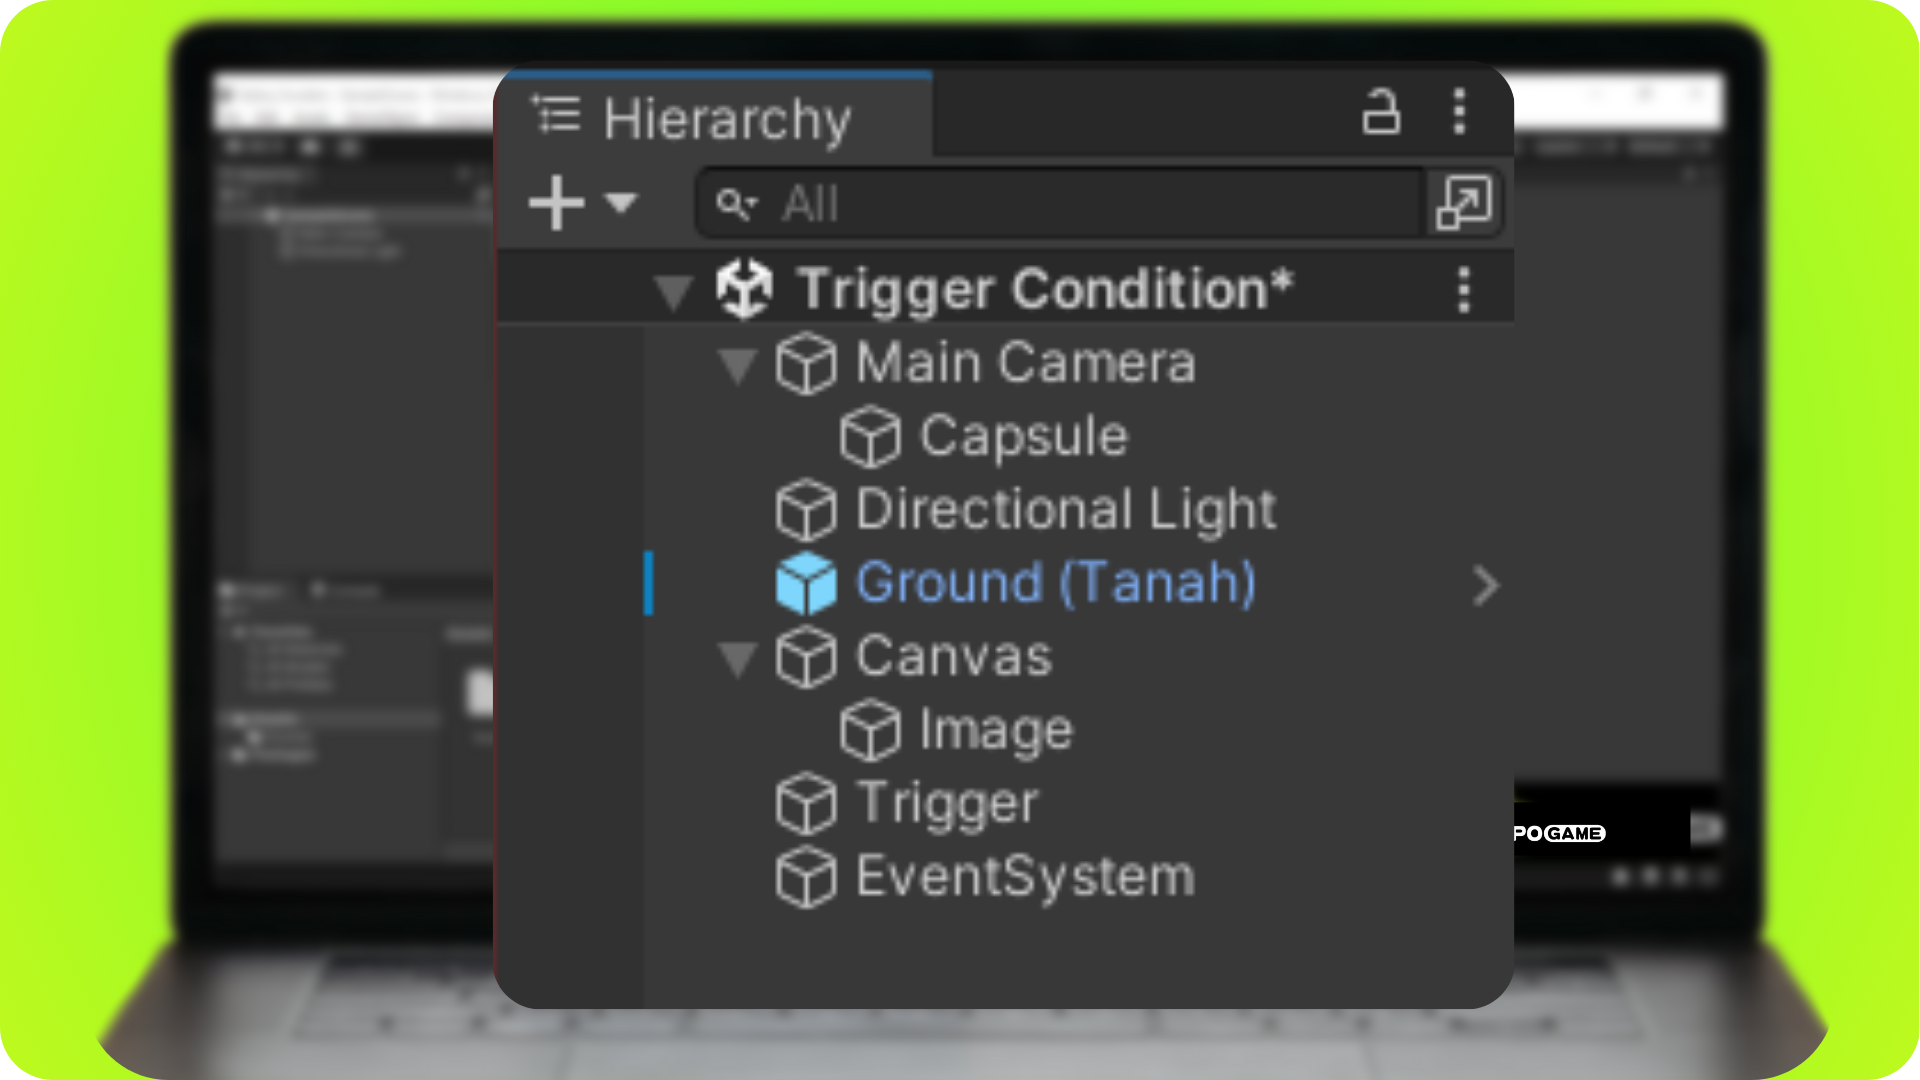 Hierarchy
All
Trigger Condition*
Main Camera
Capsule
Directional Light
Ground (Tanah)
Canvas
Image
Trigger
EventSystem
POGAME